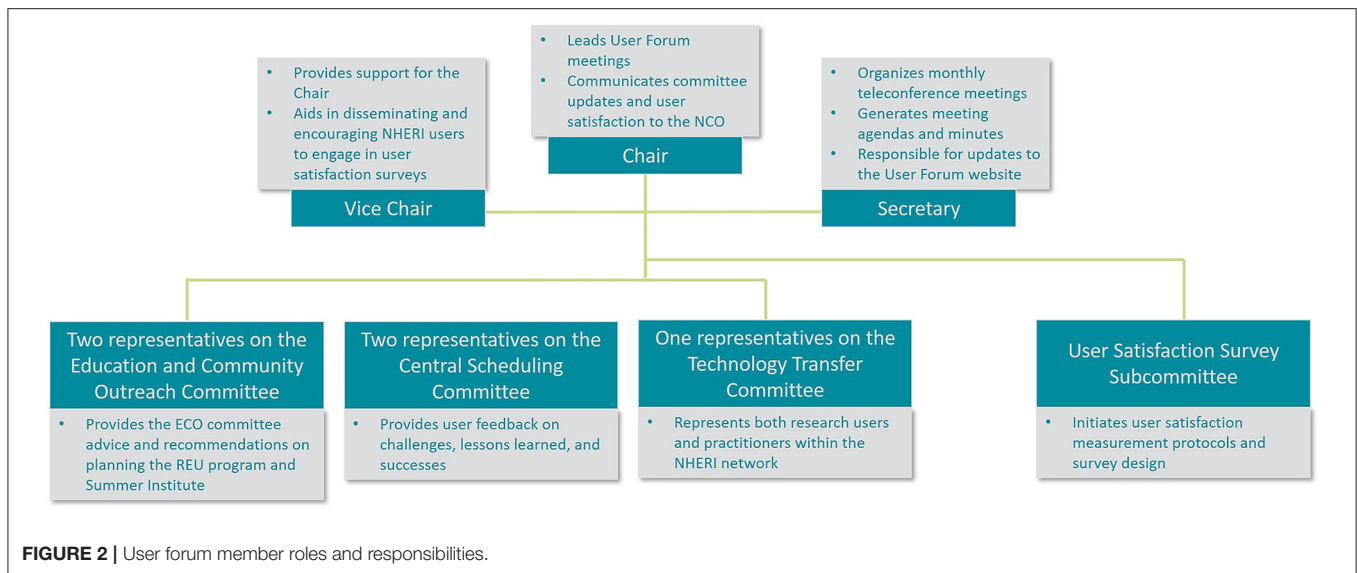 • Leads User Forum
meetings
• Communicates committee
updates and user
satisfaction to the NCO
Chair
• Provides support for the
Chair
• Aids in disseminating and
encouraging NHERI users
to engage in user
satisfaction surveys
Vice Chair
• Organizes monthly
teleconference meetings
• Generates meeting
agendas and minutes
• Responsible for updates to
the User Forum website
Secretary
Two representatives on the
Education and Community
Outreach Committee
• Provides the ECO committee
advice and recommendations on
planning the REU program and
Summer Institute
Two representatives on the
Central Scheduling
Committee
• Provides user feedback on
challenges, lessons learned, and
successes
One representatives on the
Technology Transfer
Committee
• Represents both research users
and practitioners within the
NHERI network
User Satisfaction Survey
Subcommittee
• Initiates user satisfaction
measurement protocols and
survey design
FIGURE 2 | User forum member roles and responsibilities.